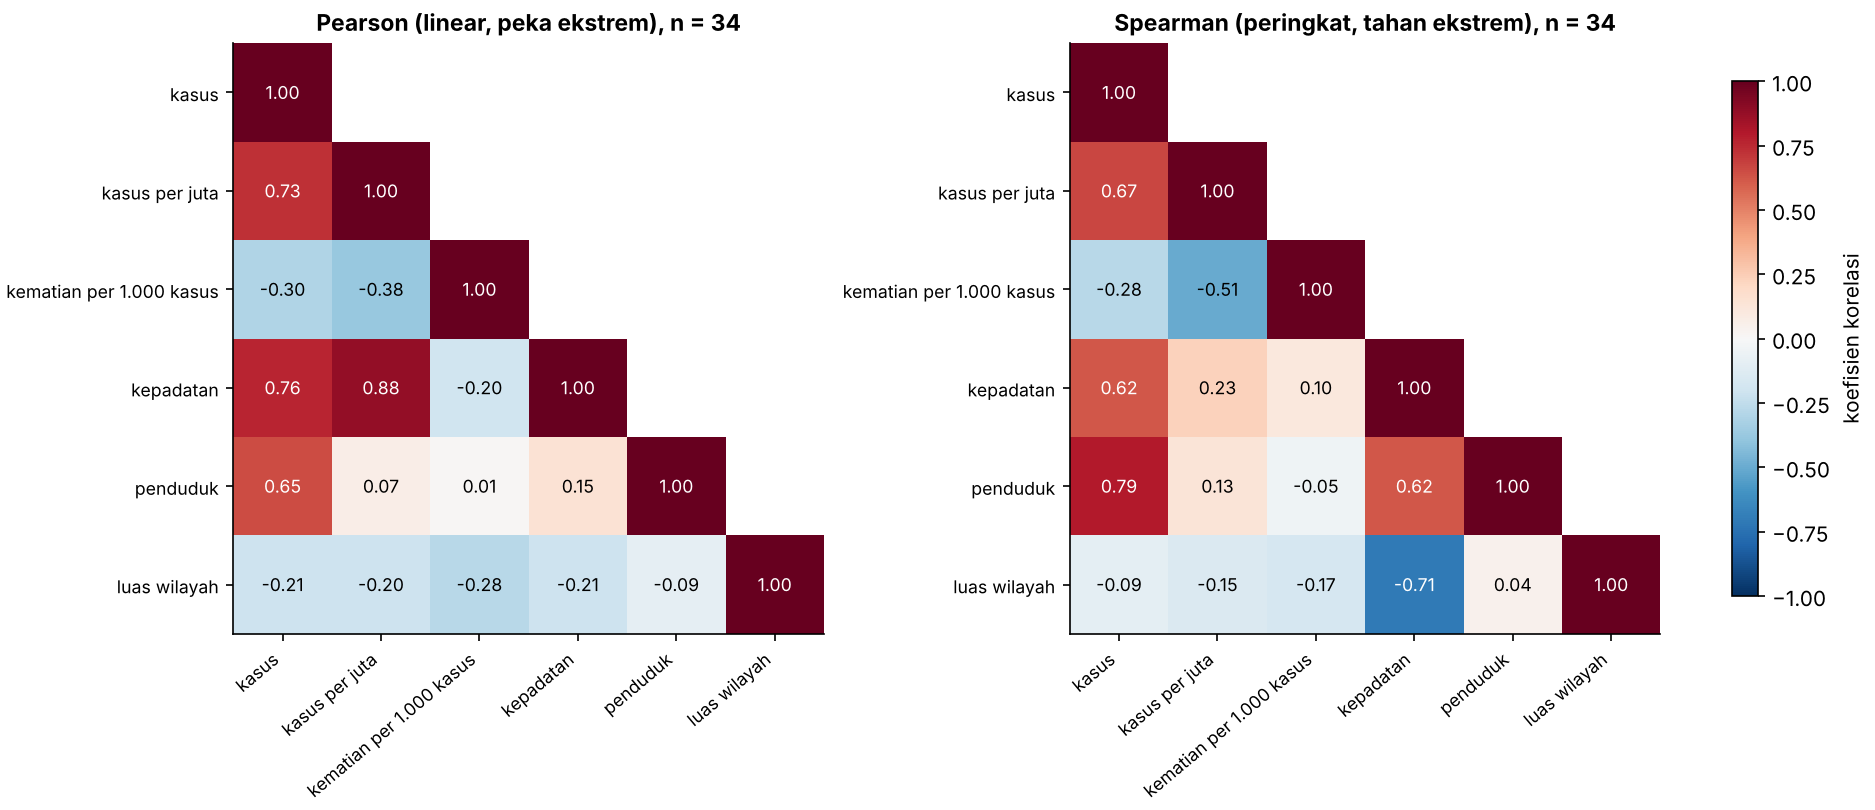 Pearson (linear, peka ekstrem), n = 34
kasus
1.00
kasus per juta
0.73 1.00
kematian per 1.000 kasus
-0.30 -0.38 1.00
kepadatan
0.76 0.88 -0.20 1.00
penduduk
0.65 0.07 0.01 0.15 1.00
luas wilayah
-0.21 -0.20 -0.28 -0.21 -0.09 1.00
kasus
kasus per juta
kematian per 1.000 kasus
kepadatan
penduduk
luas wilayah
Spearman (peringkat, tahan ekstrem), n = 34
kasus
1.00
kasus per juta
0.67 1.00
kematian per 1.000 kasus
-0.28 -0.51 1.00
kepadatan
0.62 0.23 0.10 1.00
penduduk
0.79 0.13 -0.05 0.62 1.00
luas wilayah
-0.09 -0.15 -0.17 -0.71 0.04 1.00
kasus
kasus per juta
kematian per 1.000 kasus
kepadatan
penduduk
luas wilayah
1.00
0.75
0.50
0.25
0.00
−0.25
−0.50
−0.75
−1.00
koefisien korelasi